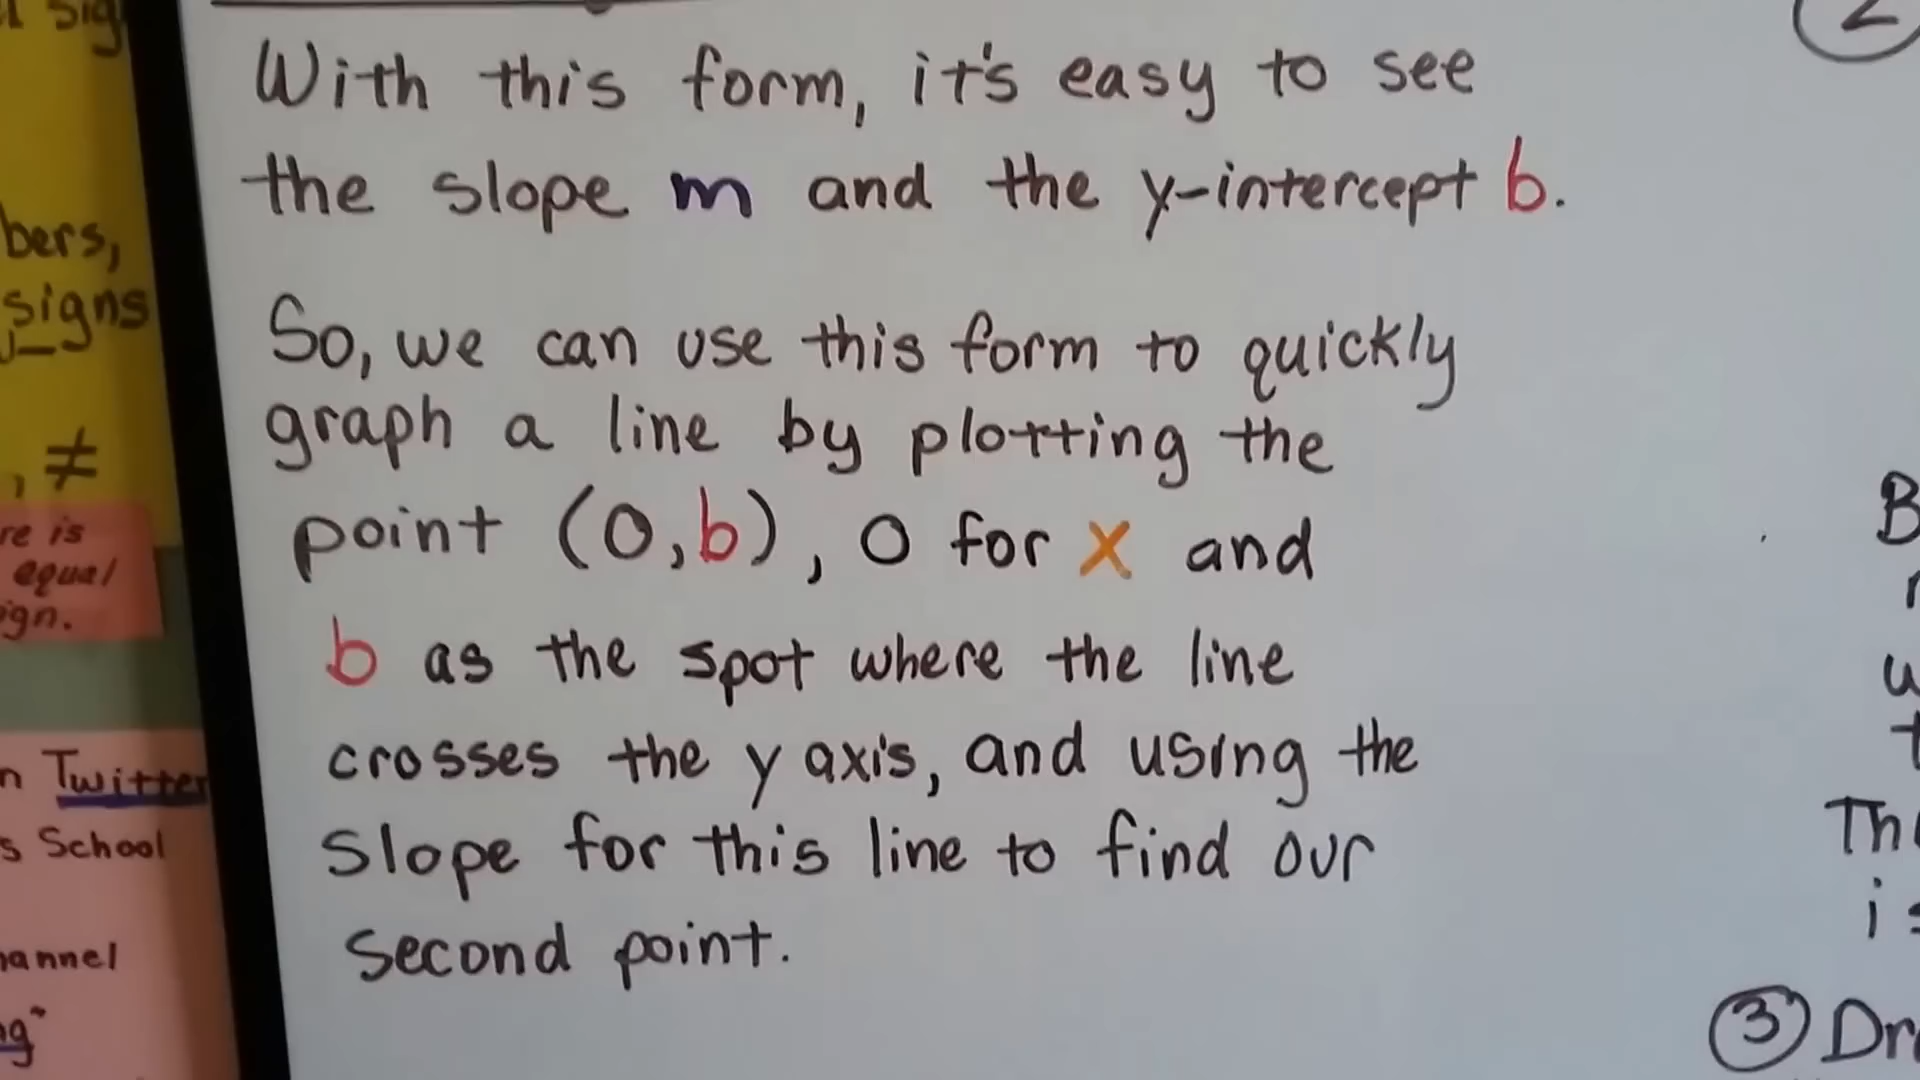 With this form, it's easy to see
the slope m and the y-intercept b.
So, we can use this form to quickly
graph a line by plotting the
point (0,b), 0 for x and
b as the spot where the line
crosses the y axis, and using the
slope for this line to find our
second point.
bers,
signs
, ≠
re is
equal
ign.
n Twitter
s School
hannel
2
B
Th
3 Dr